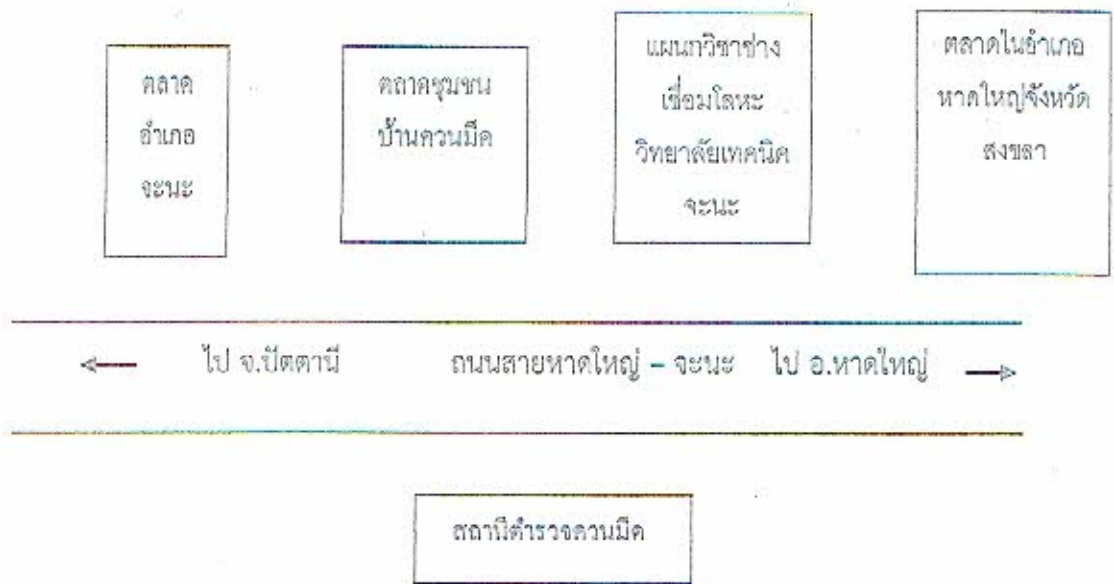 ตลาด
อำเภอ
จะนะ
ตลาดชุมชน
บ้านควนมีด
แผนกวิชาช่าง
เชื่อมโลหะ
วิทยาลัยเทคนิค
จะนะ
ตลาดในอำเภอ
หาดใหญ่จังหวัด
สงขลา
ไป จ.ปัตตานี ถนนสายหาดใหญ่ – จะนะ ไป อ.หาดใหญ่
สถานีตำรวจควนมีด